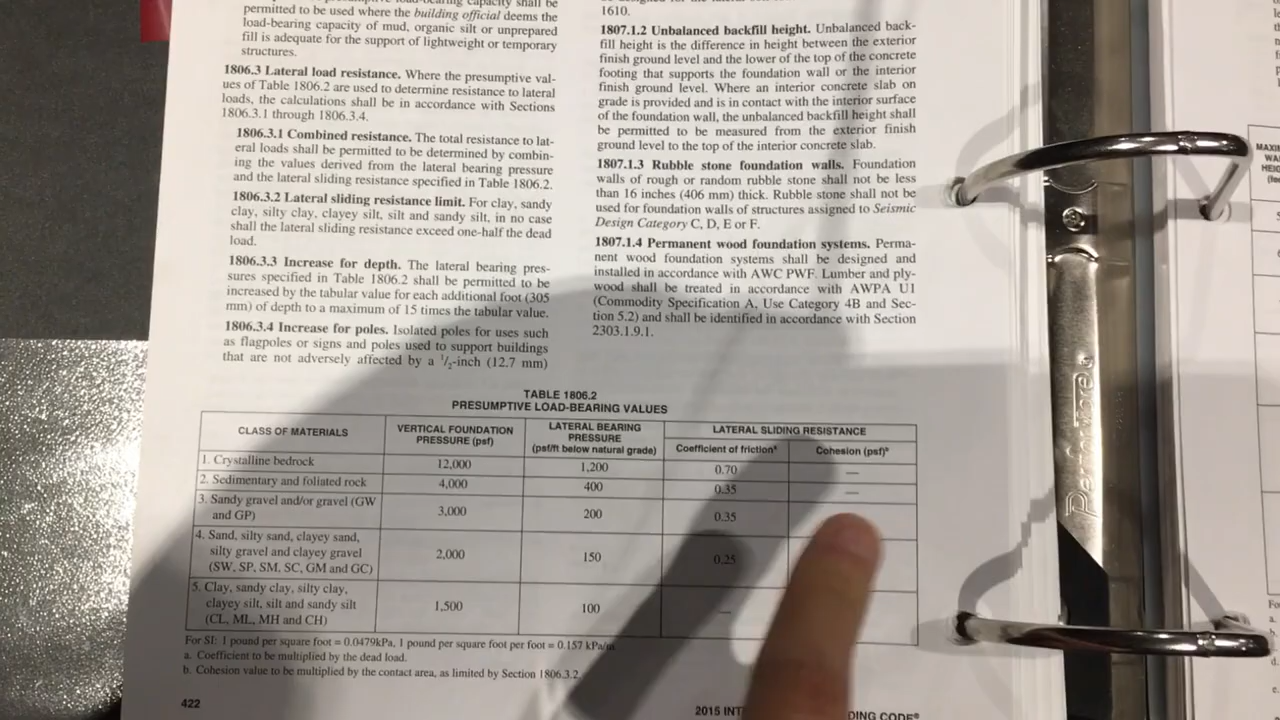 capacity shall be
permitted to be used where the building official deems the
load-bearing capacity of mud, organic silt or unprepared
fill is adequate for the support of lightweight or temporary
structures.
1806.3 Lateral load resistance. Where the presumptive val-
ues of Table 1806.2 are used to determine resistance to lateral
loads, the calculations shall be in accordance with Sections
1806.3.1 through 1806.3.4.
1806.3.1 Combined resistance. The total resistance to lat-
eral loads shall be permitted to be determined by combin-
ing the values derived from the lateral bearing pressure
and the lateral sliding resistance specified in Table 1806.2.
1806.3.2 Lateral sliding resistance limit. For clay, sandy
clay, silty clay, clayey silt, silt and sandy silt, in no case
shall the lateral sliding resistance exceed one-half the dead
load.
1806.3.3 Increase for depth. The lateral bearing pres-
sures specified in Table 1806.2 shall be permitted to be
increased by the tabular value for each additional foot (305
mm) of depth to a maximum of 15 times the tabular value.
1806.3.4 Increase for poles. Isolated poles for uses such
as flagpoles or signs and poles used to support buildings
that are not adversely affected by a 1/2-inch (12.7 mm)
1610.
1807.1.2 Unbalanced backfill height. Unbalanced back-
fill height is the difference in height between the exterior
finish ground level and the lower of the top of the concrete
footing that supports the foundation wall or the interior
finish ground level. Where an interior concrete slab on
grade is provided and is in contact with the interior surface
of the foundation wall, the unbalanced backfill height shall
be permitted to be measured from the exterior finish
ground level to the top of the interior concrete slab.
1807.1.3 Rubble stone foundation walls. Foundation
walls of rough or random rubble stone shall not be less
than 16 inches (406 mm) thick. Rubble stone shall not be
used for foundation walls of structures assigned to Seismic
Design Category C, D, E or F.
1807.1.4 Permanent wood foundation systems. Perma-
nent wood foundation systems shall be designed and
installed in accordance with AWC PWF. Lumber and ply-
wood shall be treated in accordance with AWPA U1
(Commodity Specification A, Use Category 4B and Sec-
tion 5.2) and shall be identified in accordance with Section
2303.1.9.1.
TABLE 1806.2
PRESUMPTIVE LOAD-BEARING VALUES
CLASS OF MATERIALS
VERTICAL FOUNDATION
PRESSURE (psf)
LATERAL BEARING
PRESSURE
(psf/ft below natural grade)
LATERAL SLIDING RESISTANCE
Coefficient of frictionᵃ
Cohesion (psf)ᵇ
1. Crystalline bedrock 12,000 1,200 0.70 —
2. Sedimentary and foliated rock 4,000 400 0.35 —
3. Sandy gravel and/or gravel (GW
and GP) 3,000 200 0.35
4. Sand, silty sand, clayey sand,
silty gravel and clayey gravel
(SW, SP, SM, SC, GM and GC) 2,000 150 0.25
5. Clay, sandy clay, silty clay,
clayey silt, silt and sandy silt
(CL, ML, MH and CH) 1,500 100 —
For SI: 1 pound per square foot = 0.0479kPa, 1 pound per square foot per foot = 0.157 kPa/m.
a. Coefficient to be multiplied by the dead load.
b. Cohesion value to be multiplied by the contact area, as limited by Section 1806.3.2.
422
2015 CODE®